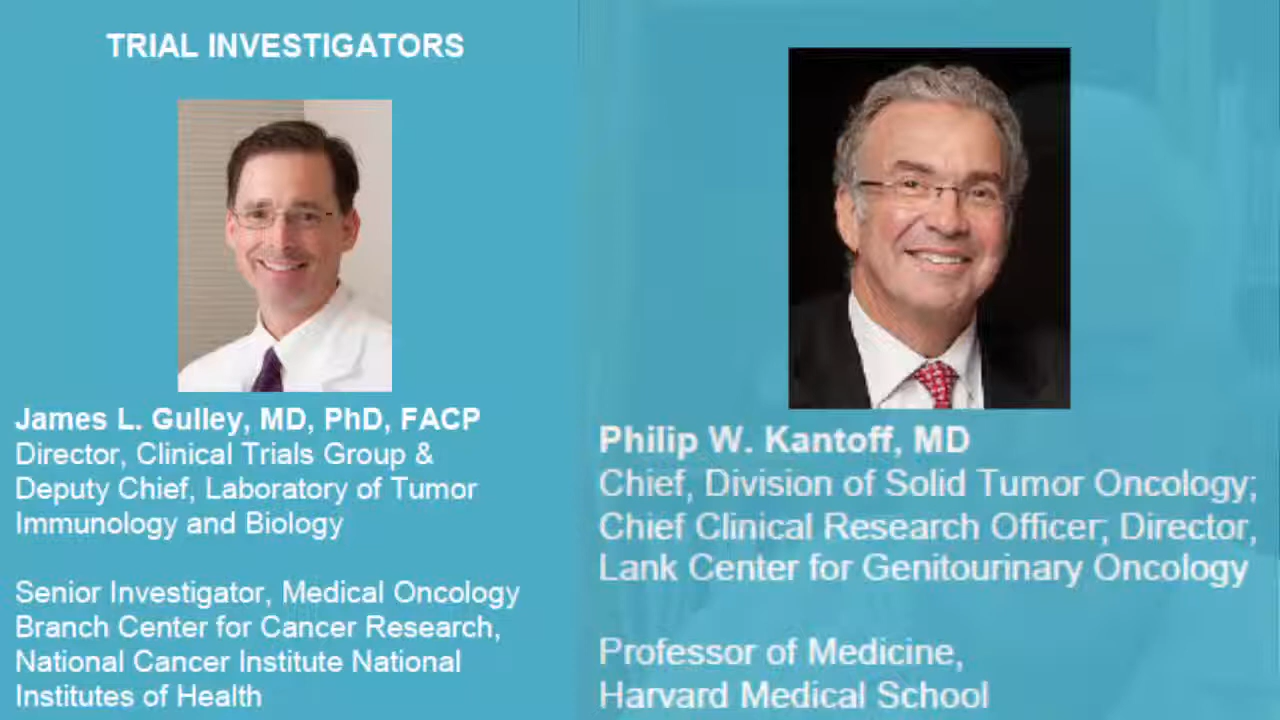 TRIAL INVESTIGATORS
James L. Gulley, MD, PhD, FACP
Director, Clinical Trials Group &
Deputy Chief, Laboratory of Tumor
Immunology and Biology
Senior Investigator, Medical Oncology
Branch Center for Cancer Research,
National Cancer Institute National
Institutes of Health
Philip W. Kantoff, MD
Chief, Division of Solid Tumor Oncology;
Chief Clinical Research Officer; Director,
Lank Center for Genitourinary Oncology
Professor of Medicine,
Harvard Medical School